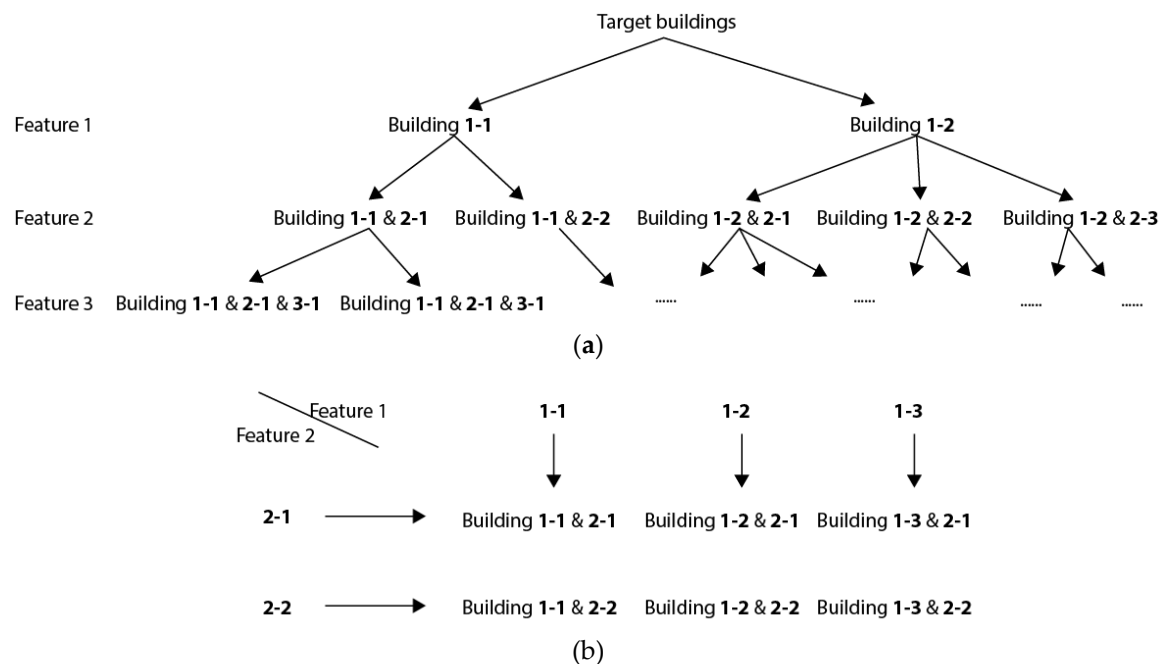 Target buildings
Feature 1 Building 1-1 Building 1-2
Feature 2 Building 1-1 & 2-1 Building 1-1 & 2-2 Building 1-2 & 2-1 Building 1-2 & 2-2 Building 1-2 & 2-3
Feature 3 Building 1-1 & 2-1 & 3-1 Building 1-1 & 2-1 & 3-1 ...... ...... ...... ......
(a)
Feature 1 1-1 1-2 1-3
Feature 2
2-1 Building 1-1 & 2-1 Building 1-2 & 2-1 Building 1-3 & 2-1
2-2 Building 1-1 & 2-2 Building 1-2 & 2-2 Building 1-3 & 2-2
(b)